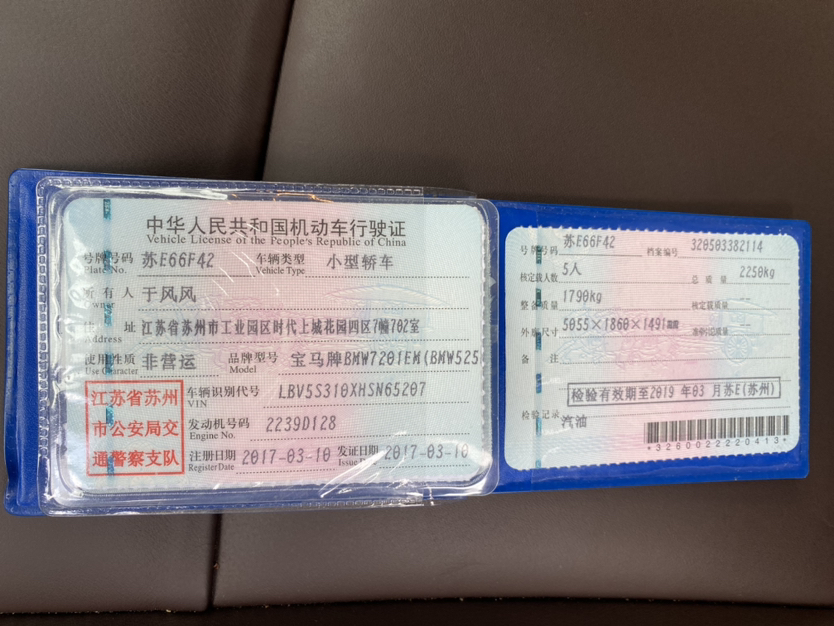 中华人民共和国机动车行驶证
Vehicle License of the People's Republic of China
号牌号码 苏E66F42 车辆类型 小型轿车
Plate No. Vehicle Type
所有人 于风风
Owner
住址 江苏省苏州市工业园区时代上城花园四区7幢702室
Address
使用性质 非营运 品牌型号 宝马牌BMW7201EM(BMW525
Use Character Model
江苏省苏州
市公安局交
通警察支队
车辆识别代号 LBV5S310XHSN65207
VIN
发动机号码 2239D128
Engine No.
注册日期 2017-03-10 发证日期 2017-03-10
Register Date Issue
号牌号码 苏E66F42 档案编号 320503382114
核定载人数 5人 总质量 2250kg
整备质量 1790kg 核定载质量 --
外廓尺寸 5055×1860×1491 --
备注
检验有效期至2019年03月苏E(苏州)
检验记录
汽油
*3260022220413*